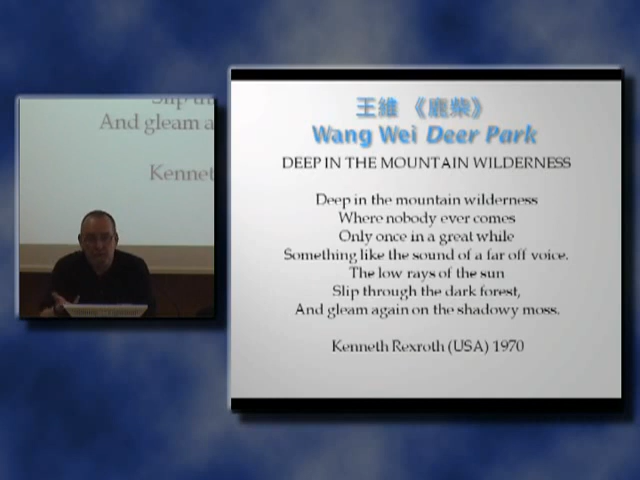 Slip th
And gleam a
Kennet
王維 《鹿柴》
Wang Wei Deer Park
DEEP IN THE MOUNTAIN WILDERNESS
Deep in the mountain wilderness
Where nobody ever comes
Only once in a great while
Something like the sound of a far off voice.
The low rays of the sun
Slip through the dark forest,
And gleam again on the shadowy moss.
Kenneth Rexroth (USA) 1970